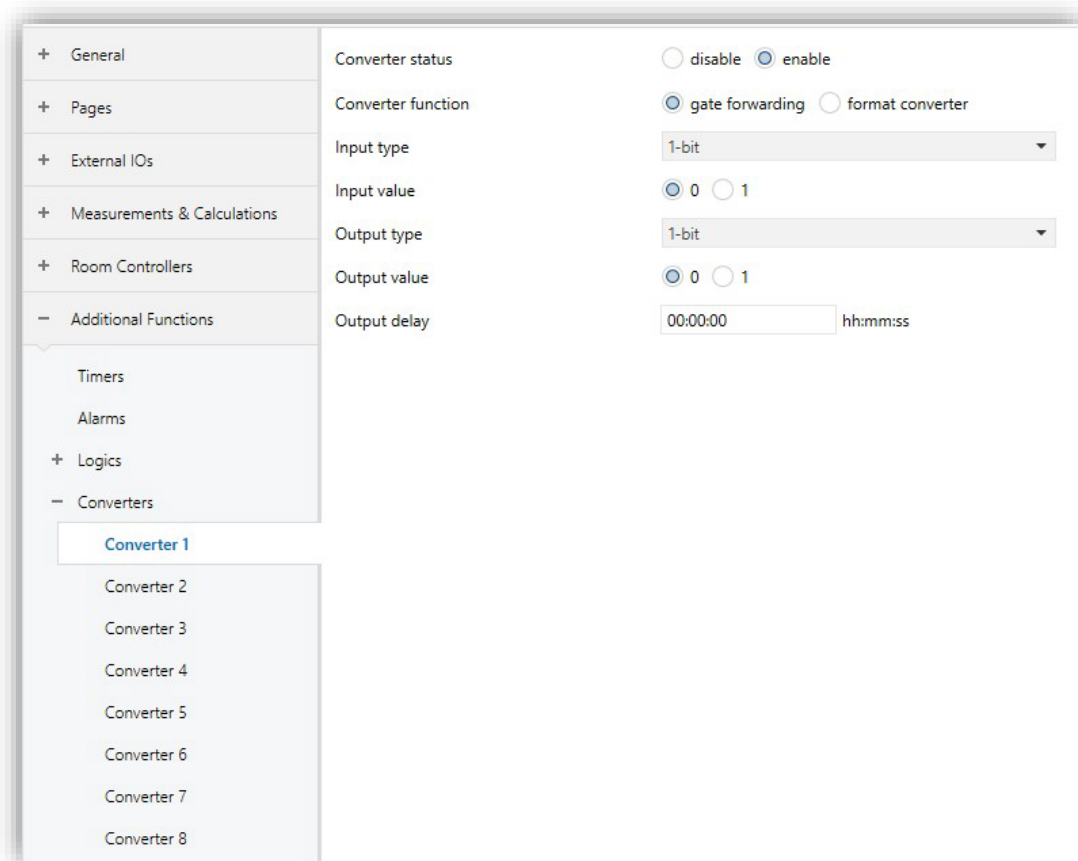 General
Pages
External IOs
Measurements & Calculations
Room Controllers
Additional Functions
Timers
Alarms
Logics
Converters
Converter 1
Converter 2
Converter 3
Converter 4
Converter 5
Converter 6
Converter 7
Converter 8
Converter status disable enable
Converter function gate forwarding format converter
Input type 1-bit
Input value 0 1
Output type 1-bit
Output value 0 1
Output delay 00:00:00 hh:mm:ss